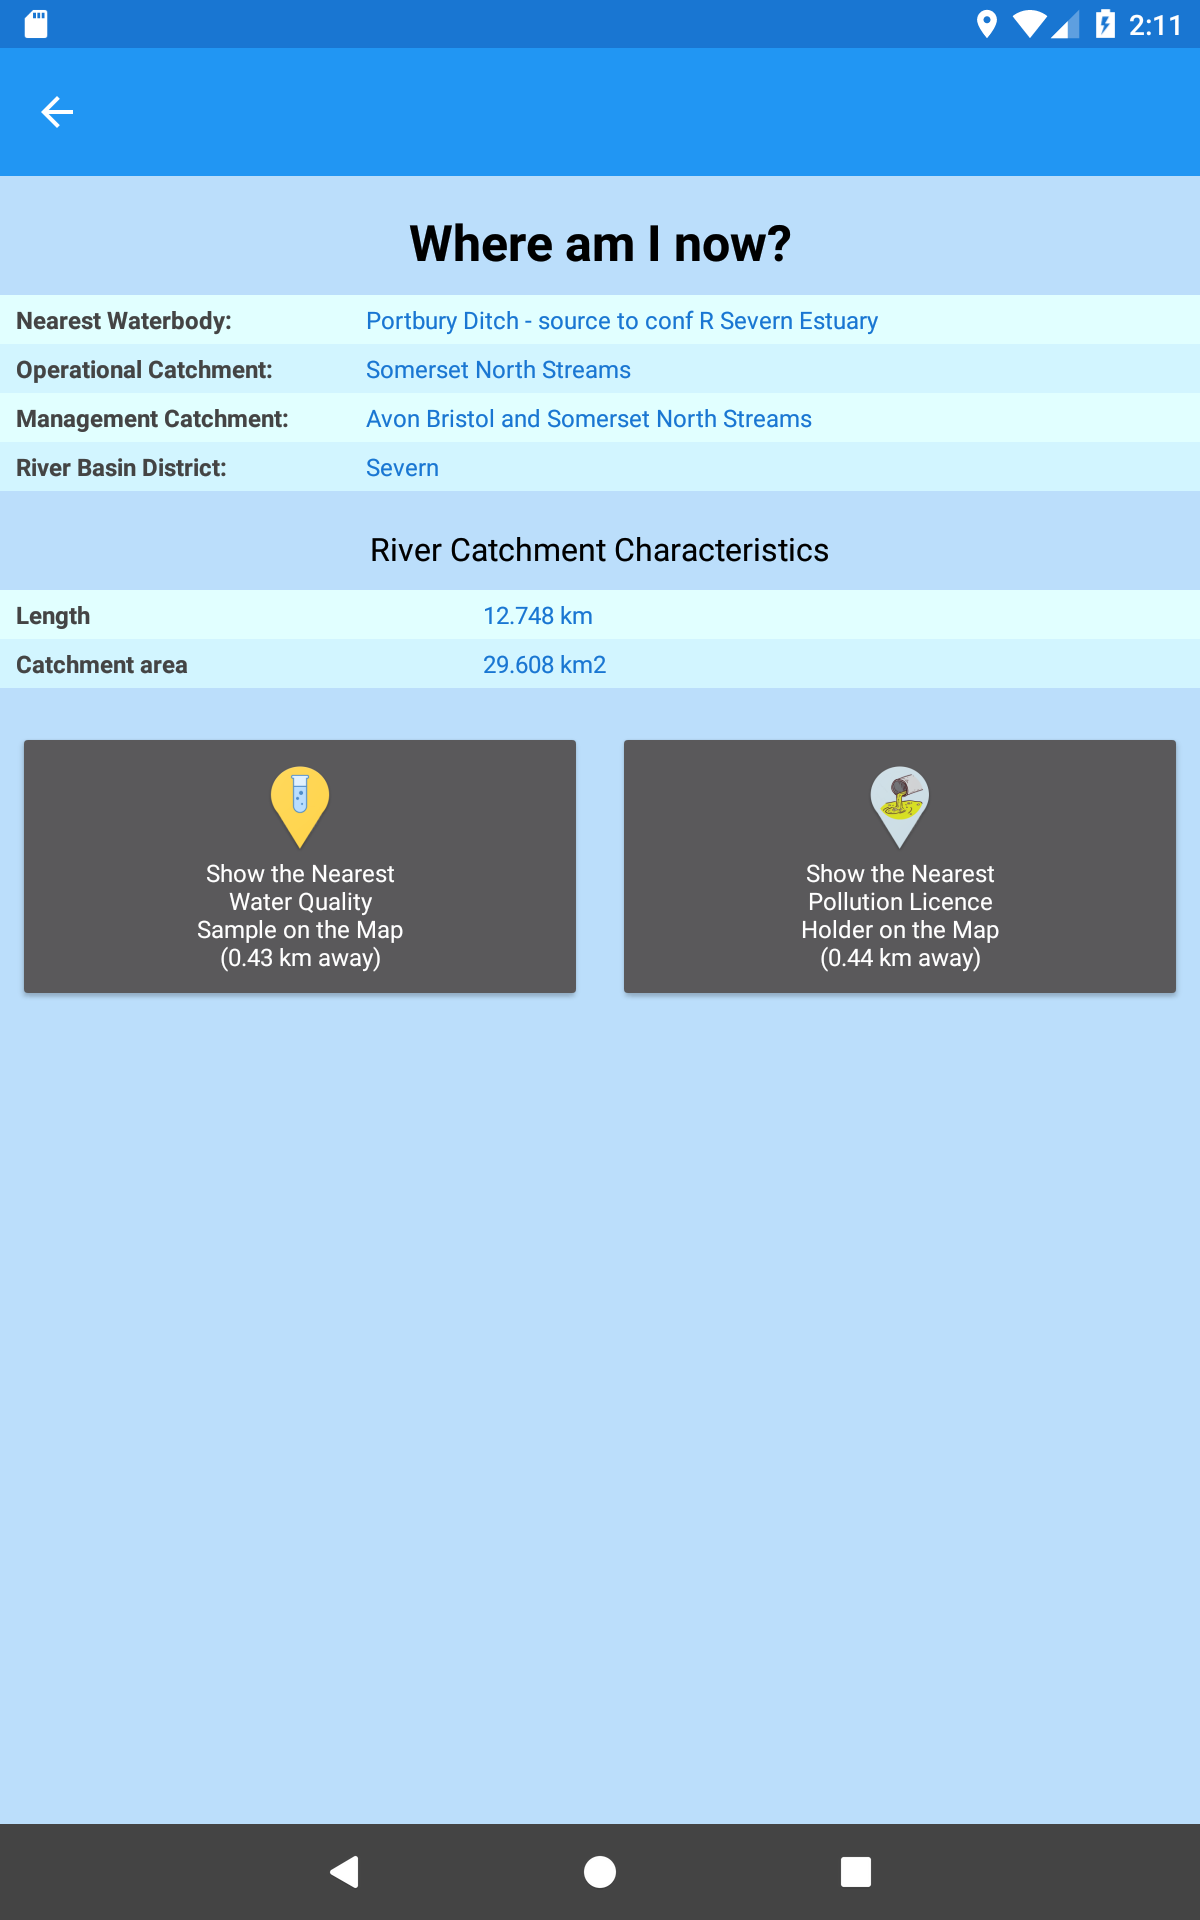 2:11
Where am I now?
Nearest Waterbody: Portbury Ditch - source to conf R Severn Estuary
Operational Catchment: Somerset North Streams
Management Catchment: Avon Bristol and Somerset North Streams
River Basin District: Severn
River Catchment Characteristics
Length 12.748 km
Catchment area 29.608 km2
Show the Nearest
Water Quality
Sample on the Map
(0.43 km away)
Show the Nearest
Pollution Licence
Holder on the Map
(0.44 km away)